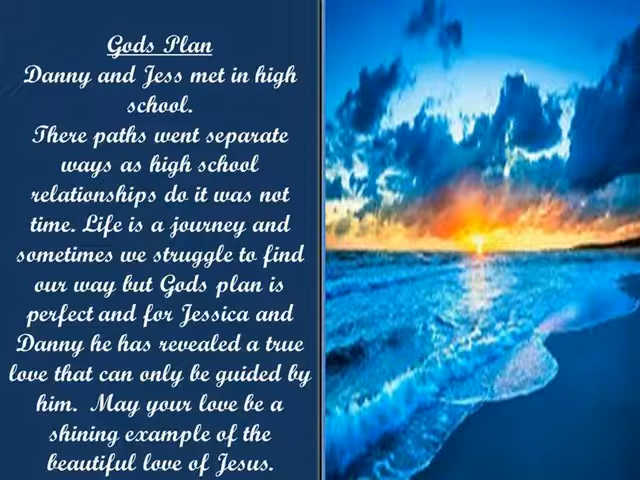 Gods Plan
Danny and Jess met in high
school.
There paths went separate
ways as high school
relationships do it was not
time. Life is a journey and
sometimes we struggle to find
our way but Gods plan is
perfect and for Jessica and
Danny he has revealed a true
love that can only be guided by
him. May your love be a
shining example of the
beautiful love of Jesus.